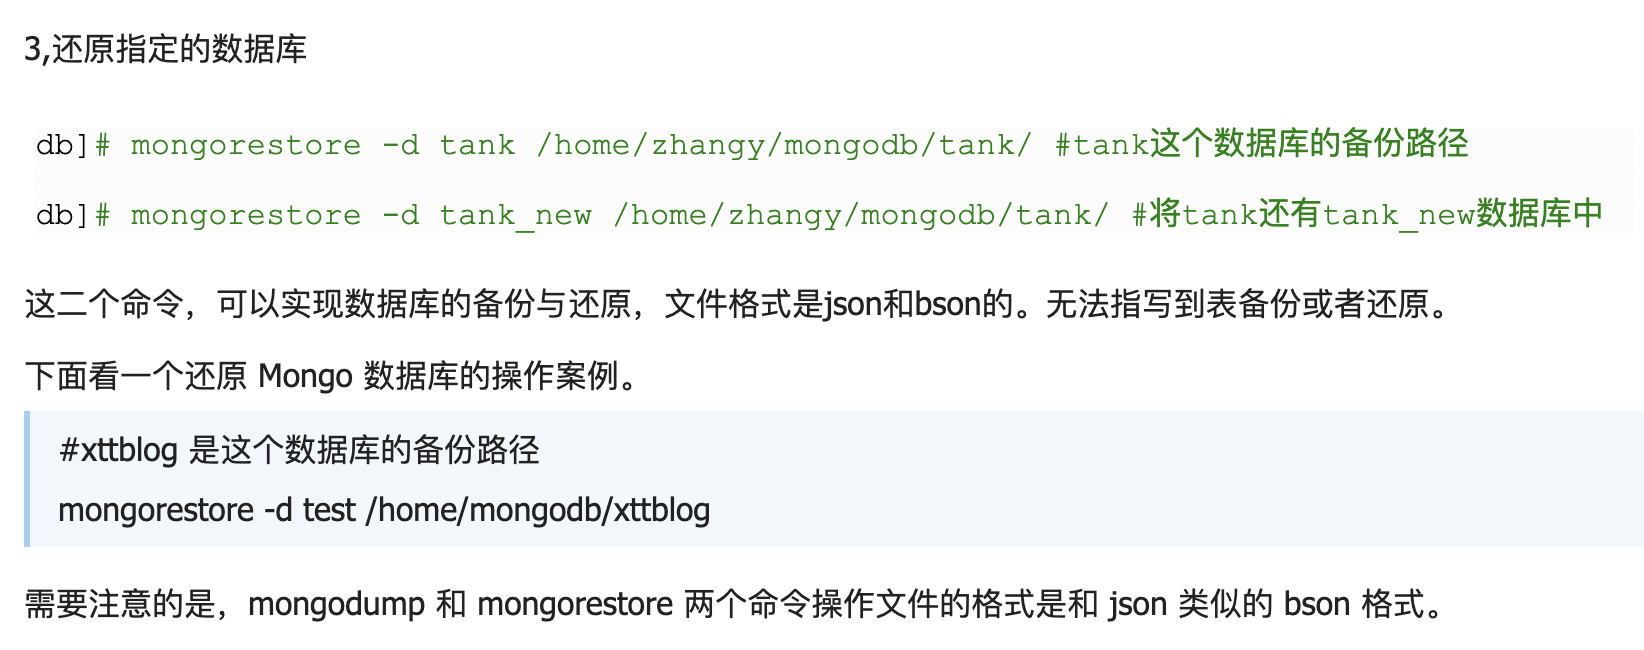 3,还原指定的数据库
db]# mongorestore -d tank /home/zhangy/mongodb/tank/ #tank这个数据库的备份路径
db]# mongorestore -d tank_new /home/zhangy/mongodb/tank/ #将tank还有tank_new数据库中
这二个命令，可以实现数据库的备份与还原，文件格式是json和bson的。无法指写到表备份或者还原。
下面看一个还原 Mongo 数据库的操作案例。
#xttblog 是这个数据库的备份路径
mongorestore -d test /home/mongodb/xttblog
需要注意的是，mongodump 和 mongorestore 两个命令操作文件的格式是和 json 类似的 bson 格式。